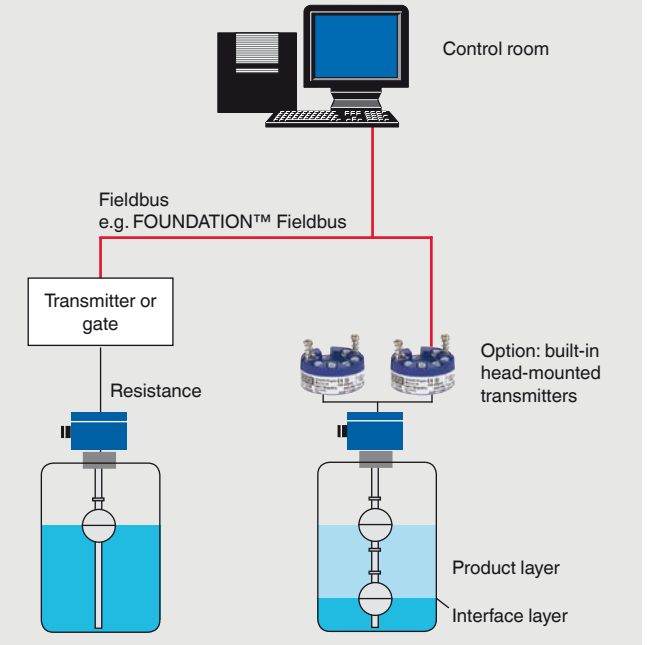 Control room
Fieldbus
e.g. FOUNDATION™ Fieldbus
Transmitter or
gate
Resistance
Option: built-in
head-mounted
transmitters
Product layer
Interface layer